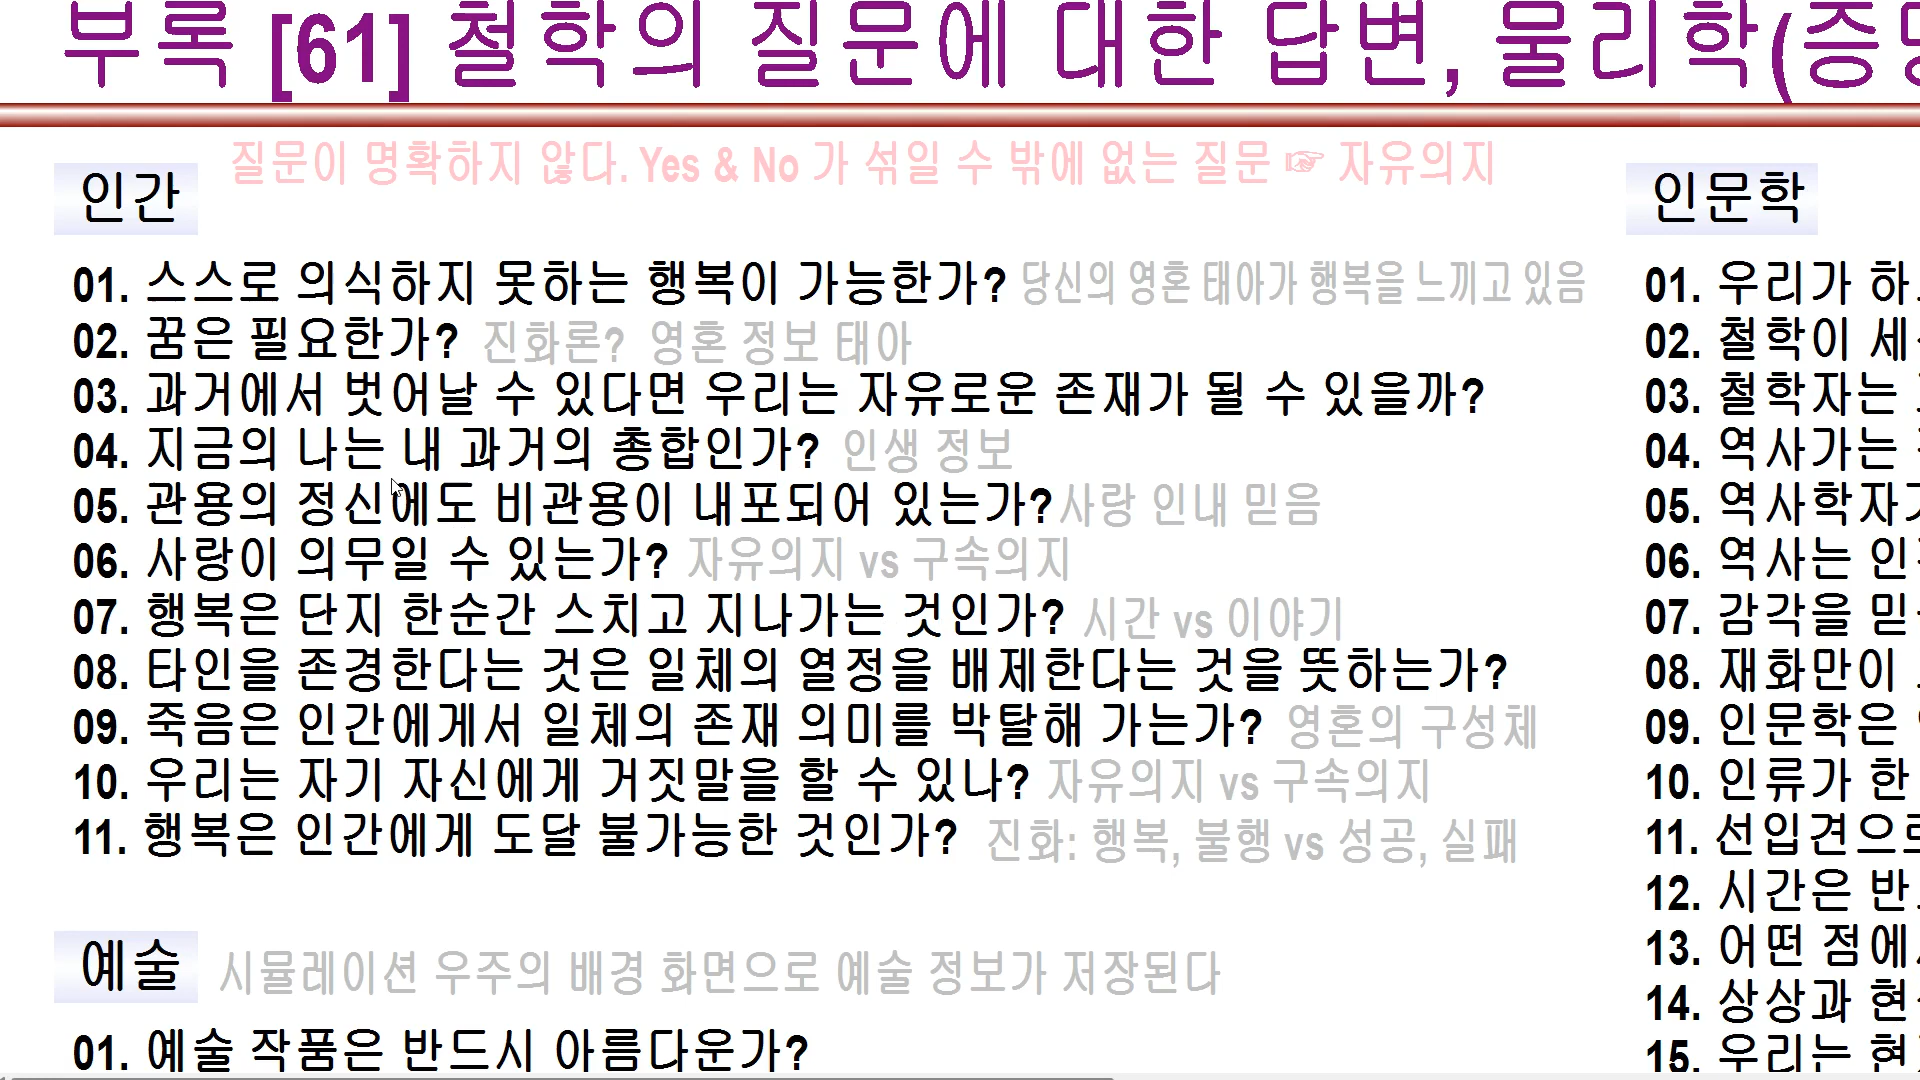 부록 [61] 철학의 질문에 대한 답변, 물리학(증명
질문이 명확하지 않다. Yes & No 가 섞일 수 밖에 없는 질문 ☞ 자유의지
인간
01. 스스로 의식하지 못하는 행복이 가능한가? 당신의 영혼 태아가 행복을 느끼고 있음
02. 꿈은 필요한가? 진화론? 영혼 정보 태아
03. 과거에서 벗어날 수 있다면 우리는 자유로운 존재가 될 수 있을까?
04. 지금의 나는 내 과거의 총합인가? 인생 정보
05. 관용의 정신에도 비관용이 내포되어 있는가? 사랑 인내 믿음
06. 사랑이 의무일 수 있는가? 자유의지 vs 구속의지
07. 행복은 단지 한순간 스치고 지나가는 것인가? 시간 vs 이야기
08. 타인을 존경한다는 것은 일체의 열정을 배제한다는 것을 뜻하는가?
09. 죽음은 인간에게서 일체의 존재 의미를 박탈해 가는가? 영혼의 구성체
10. 우리는 자기 자신에게 거짓말을 할 수 있나? 자유의지 vs 구속의지
11. 행복은 인간에게 도달 불가능한 것인가? 진화: 행복, 불행 vs 성공, 실패
예술 시뮬레이션 우주의 배경 화면으로 예술 정보가 저장된다
01. 예술 작품은 반드시 아름다운가?
인문학
01. 우리가
02. 철학이
03. 철학자는
04. 역사가는
05. 역사학자가
06. 역사는
07. 감각을
08. 재화만이
09. 인문학은
10. 인류가 한
11. 선입견으로
12. 시간은
13. 어떤 점에
14. 상상과
15. 우리는